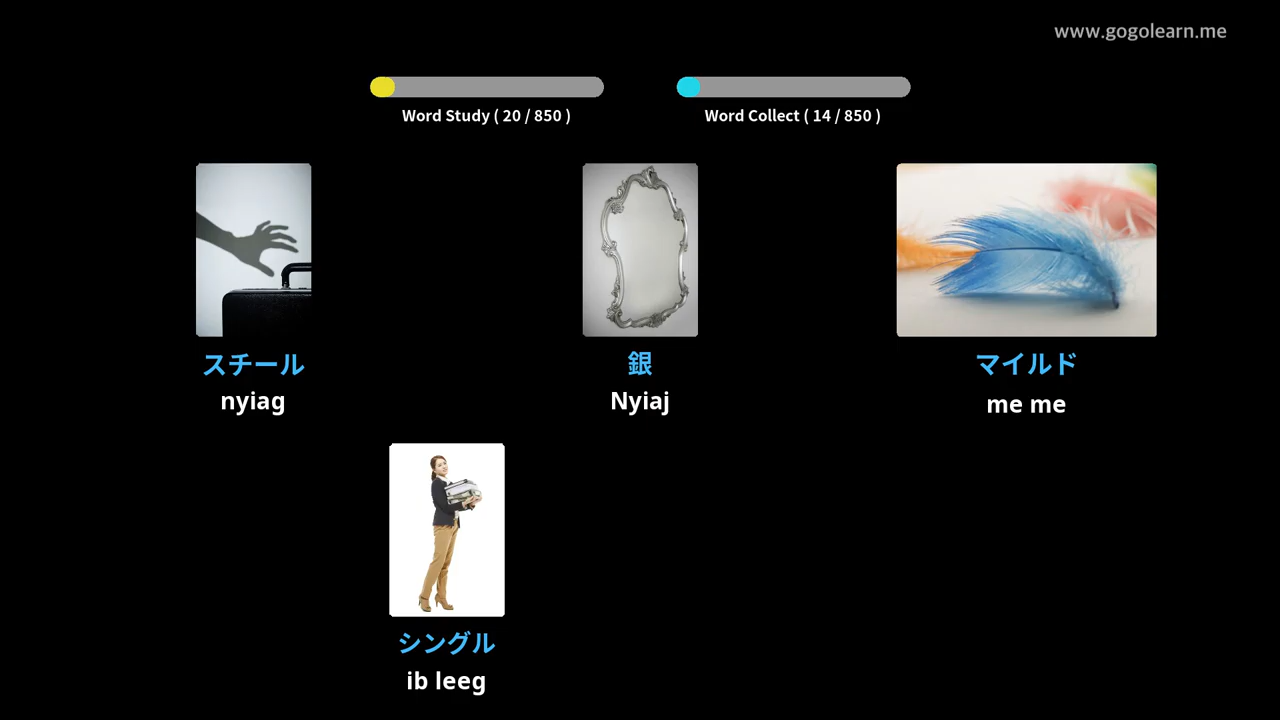 www.gogolearn.me
Word Study ( 20 / 850 )
Word Collect ( 14 / 850 )
スチール
nyiag
銀
Nyiaj
マイルド
me me
シングル
ib leeg